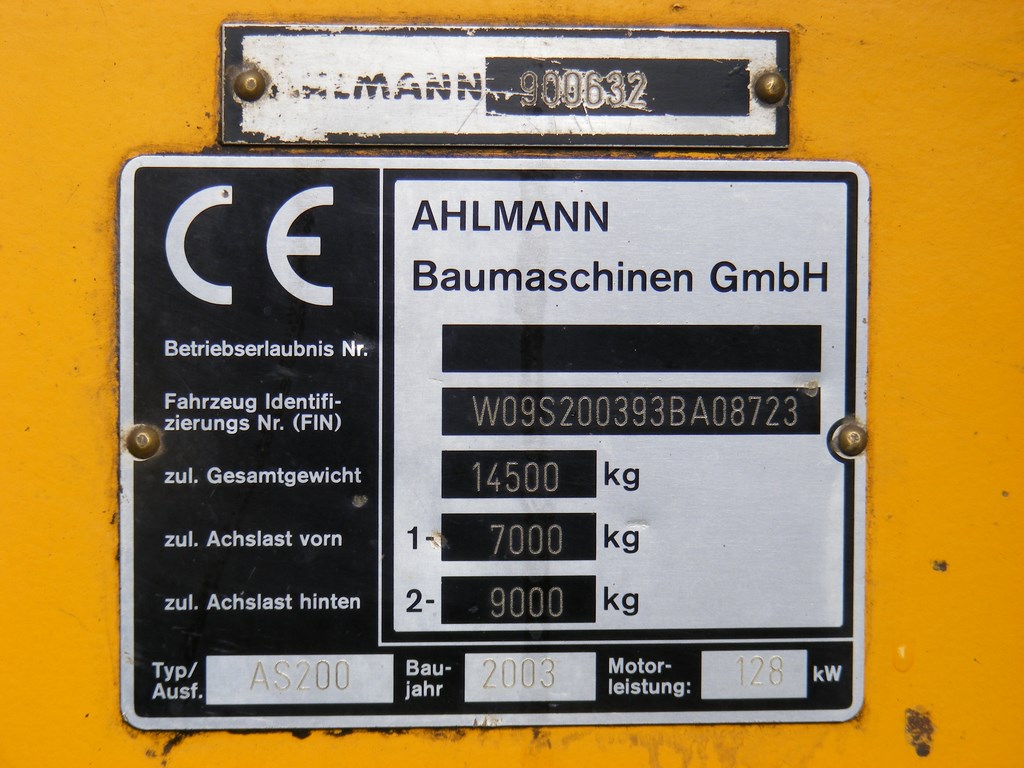 AHLMANN 900632
CE
AHLMANN
Baumaschinen GmbH
Betriebserlaubnis Nr.
Fahrzeug Identifi-
zierungs Nr. (FIN) W09S200393BA08723
zul. Gesamtgewicht 14500 kg
zul. Achslast vorn 1- 7000 kg
zul. Achslast hinten 2- 9000 kg
Typ/
Ausf. AS200
Bau-
jahr 2003
Motor-
leistung: 128 kW